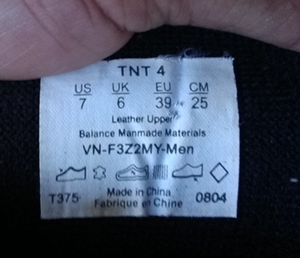 TNT 4
US UK EU CM
7 6 39 25
Leather Upper
Balance Manmade Materials
VN-F3Z2MY-Men
T375 Made in China 0804
Fabrique en Chine